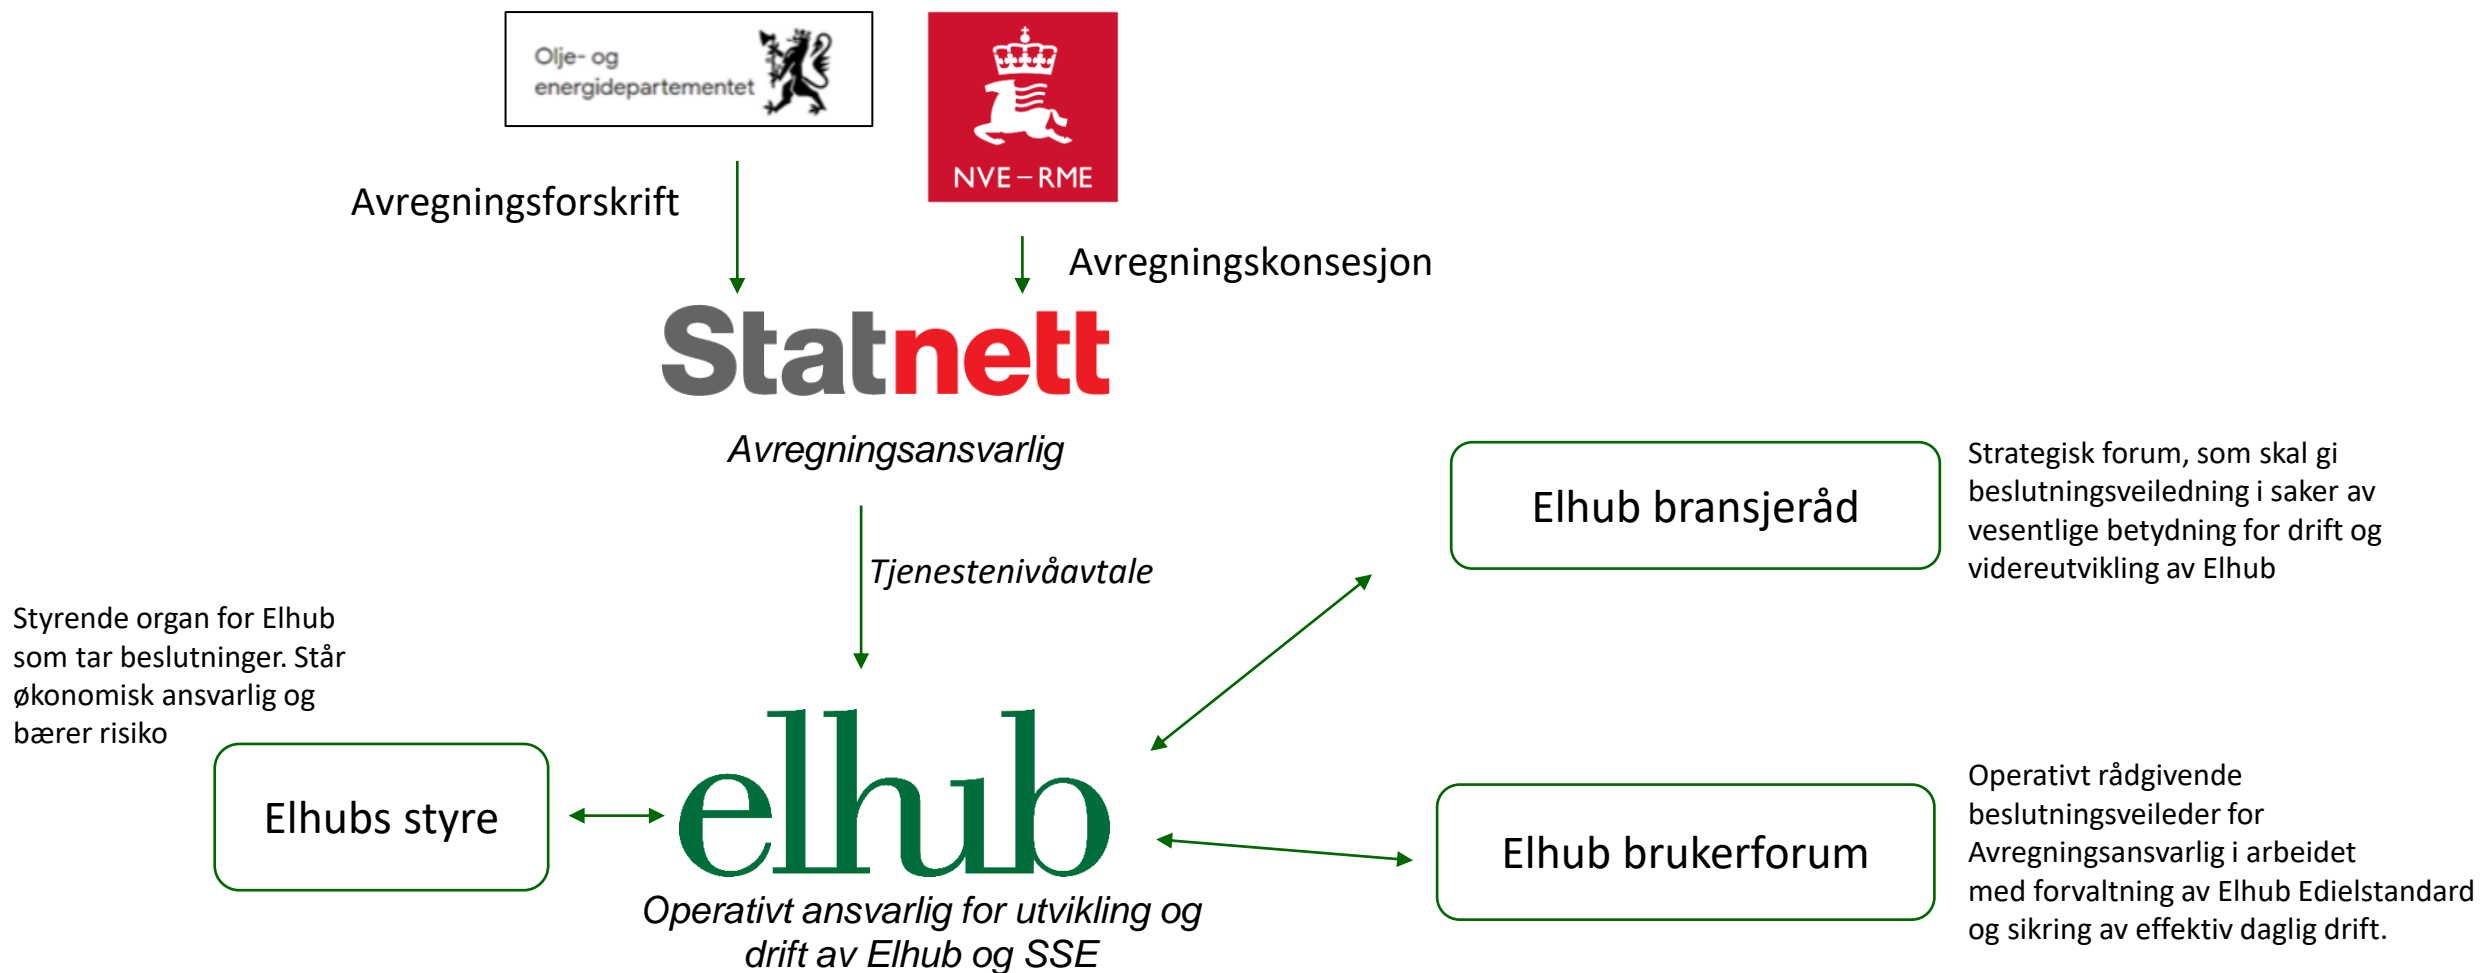 Olje- og
energidepartementet
NVE – RME
Avregningsforskrift
Avregningskonsesjon
Statnett
Avregningsansvarlig
Tjenestenivåavtale
Elhub bransjeråd
Strategisk forum, som skal gi
beslutningsveiledning i saker av
vesentlige betydning for drift og
videreutvikling av Elhub
Styrende organ for Elhub
som tar beslutninger. Står
økonomisk ansvarlig og
bærer risiko
Elhubs styre
elhub
Operativt ansvarlig for utvikling og
drift av Elhub og SSE
Elhub brukerforum
Operativt rådgivende
beslutningsveileder for
Avregningsansvarlig i arbeidet
med forvaltning av Elhub Edielstandard
og sikring av effektiv daglig drift.